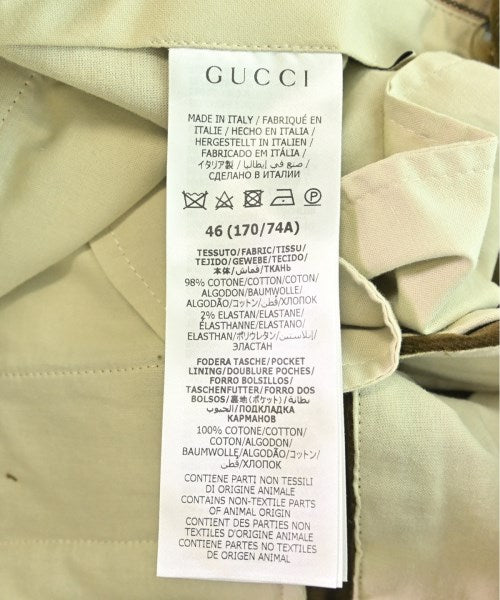 GUCCI
MADE IN ITALY / FABRIQUÉ EN
ITALIE / HECHO EN ITALIA/
HERGESTELLT IN ITALIEN/
FABRICADO EM ITÁLIA/
イタリア製/ صنع في إيطاليا/
СДЕЛАНО В ИТАЛИИ
46 (170/74A)
TESSUTO/FABRIC/TISSU/
TEJIDO/GEWEBE/TECIDO/
本体/قماش/ТКАНЬ
98% COTONE/COTTON/COTON/
ALGODON/BAUMWOLLE/
ALGODÃO/コットン/قطن/ХЛОПОК
2% ELASTAN/ELASTANE/
ÉLASTHANNE/ELASTANO/
ELASTHAN/ポリウレタン/إيلاستين/
ЭЛАСТАН
FODERA TASCHE/POCKET
LINING/DOUBLURE POCHES/
FORRO BOLSILLOS/
TASCHENFUTTER/FORRO DOS
BOLSOS/裏地(ポケット)/بطانة
الجيوب/ПОДКЛАДКА
КАРМАНОВ
100% COTONE/COTTON/
COTON/ALGODON/
BAUMWOLLE/ALGODÃO/コットン/
قطن/ХЛОПОК
CONTIENE PARTI NON TESSILI
DI ORIGINE ANIMALE
CONTAINS NON-TEXTILE PARTS
OF ANIMAL ORIGIN
CONTIENT DES PARTIES NON
TEXTILES D'ORIGINE ANIMALE
CONTIENE PARTES NO TEXTILES
DE ORIGEN ANIMAL